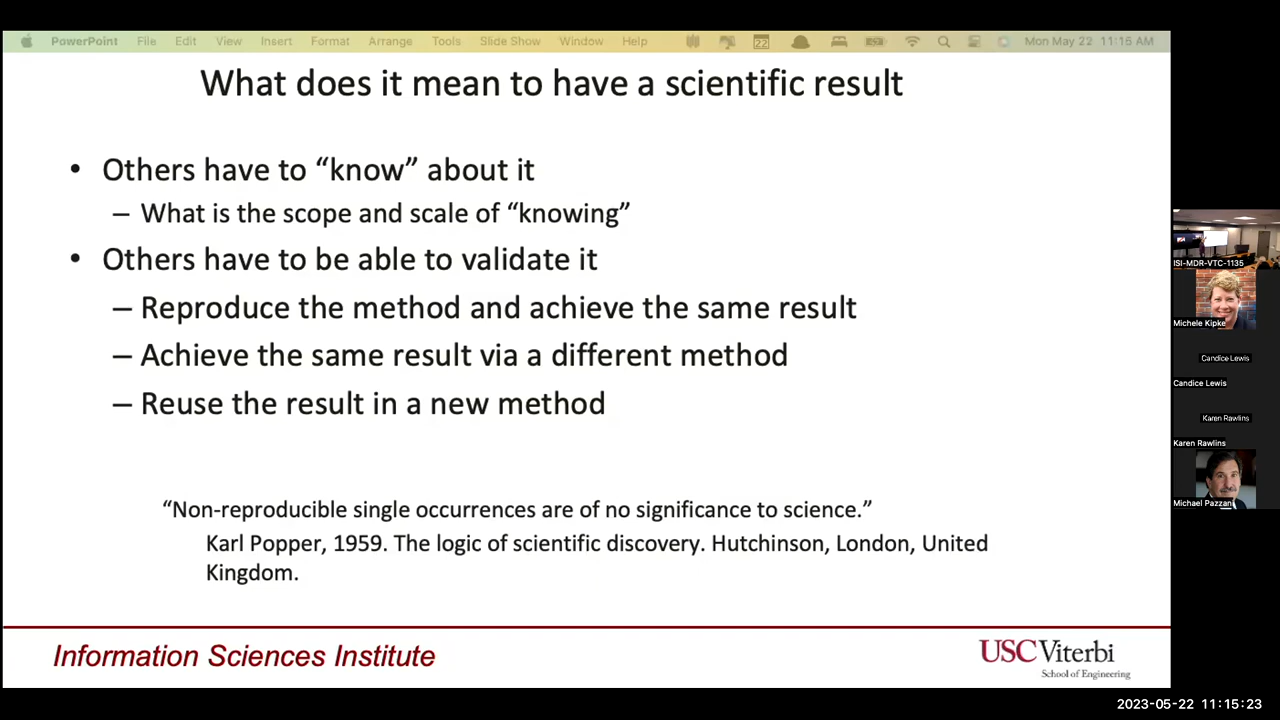 PowerPoint File Edit View Insert Format Arrange Tools Slide Show Window Help 22 Mon May 22 11:16 AM
What does it mean to have a scientific result
• Others have to “know” about it
– What is the scope and scale of “knowing”
• Others have to be able to validate it
– Reproduce the method and achieve the same result
– Achieve the same result via a different method
– Reuse the result in a new method
“Non-reproducible single occurrences are of no significance to science.”
Karl Popper, 1959. The logic of scientific discovery. Hutchinson, London, United
Kingdom.
Information Sciences Institute
USC Viterbi
School of Engineering
ISI-MDR-VTC-1135
Michele Kipke
Candice Lewis
Candice Lewis
Karen Rawlins
Karen Rawlins
Michael Pazzani
2023-05-22 11:15:23